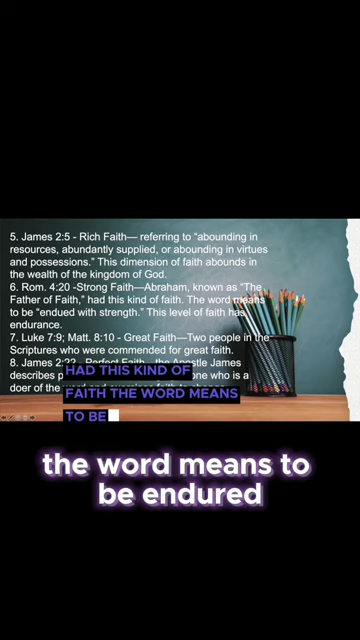 5. James 2:5 - Rich Faith— referring to “abounding in
resources, abundantly supplied, or abounding in virtues
and possessions.” This dimension of faith abounds in
the wealth of the kingdom of God.
6. Rom. 4:20 -Strong Faith—Abraham, known as “The
Father of Faith,” had this kind of faith. The word means
to be “endued with strength.” This level of faith has
endurance.
7. Luke 7:9; Matt. 8:10 - Great Faith—Two people in the
Scriptures who were commended for great faith.
8. James 2:22 - Perfect Faith—the Apostle James
describes one who is a
doer of the
HAD THIS KIND OF
FAITH THE WORD MEANS
TO BE
the word means to
be endured